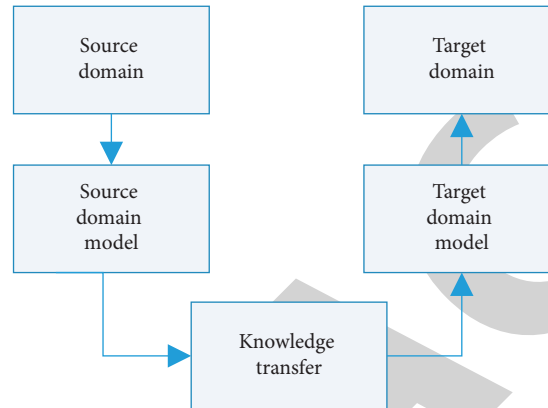 Source
domain
Target
domain
Source
domain
model
Target
domain
model
Knowledge
transfer